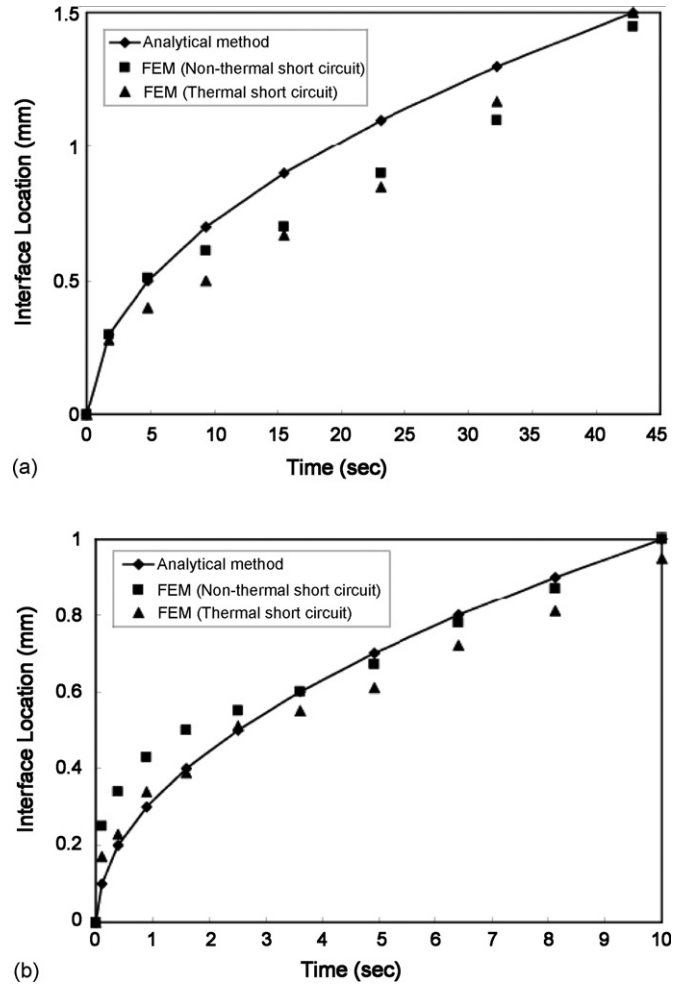 1.5
Analytical method
FEM (Non-thermal short circuit)
FEM (Thermal short circuit)
1
0.5
0
Interface Location (mm)
0 5 10 15 20 25 30 35 40 45
Time (sec)
(a)
1
Analytical method
FEM (Non-thermal short circuit)
FEM (Thermal short circuit)
0.8
0.6
0.4
0.2
0
Interface Location (mm)
0 1 2 3 4 5 6 7 8 9 10
Time (sec)
(b)